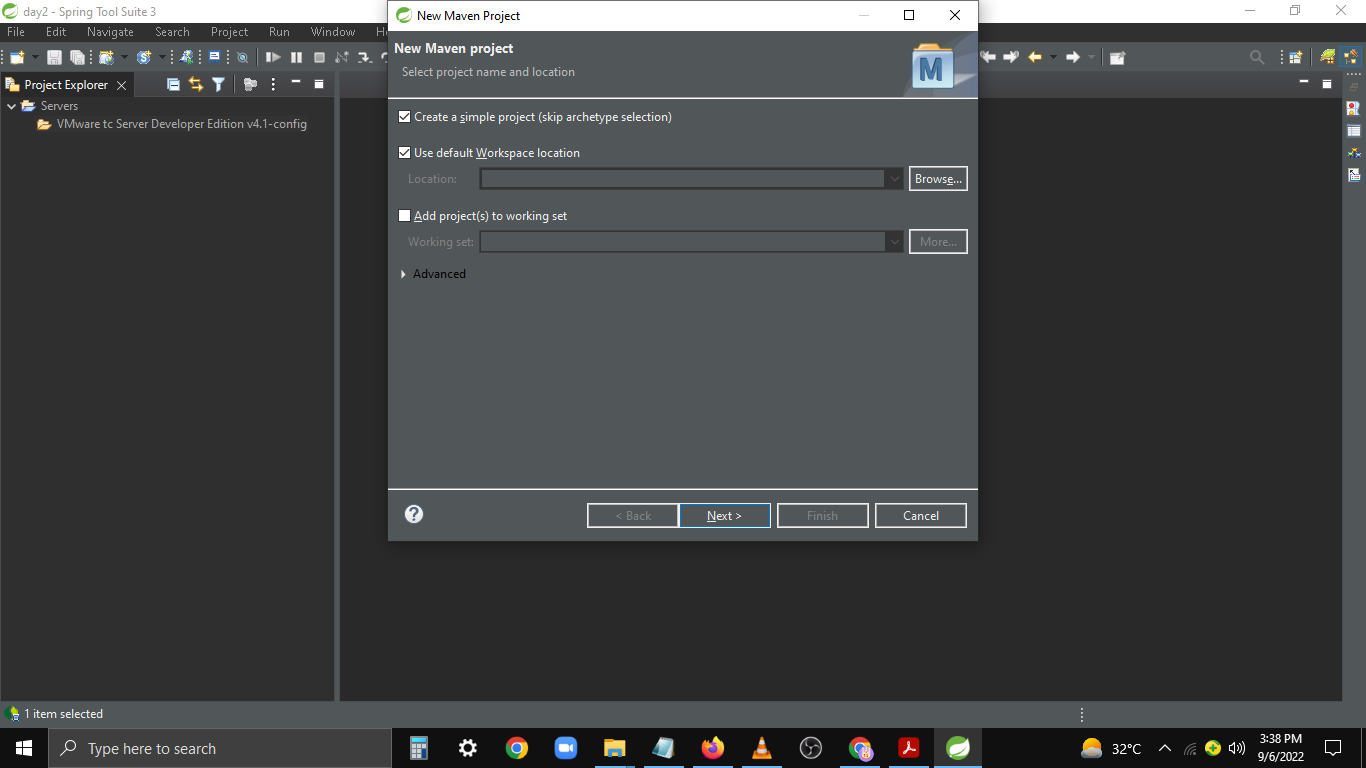 day2 - Spring Tool Suite 3
New Maven Project
File Edit Navigate Search Project Run Window
New Maven project
Select project name and location
M
Project Explorer
Servers
VMware tc Server Developer Edition v4.1-config
Create a simple project (skip archetype selection)
Use default Workspace location
Location:
Browse...
Add project(s) to working set
Working set:
More...
Advanced
?
< Back
Next >
Finish
Cancel
1 item selected
Type here to search
32°C
3:38 PM
9/6/2022